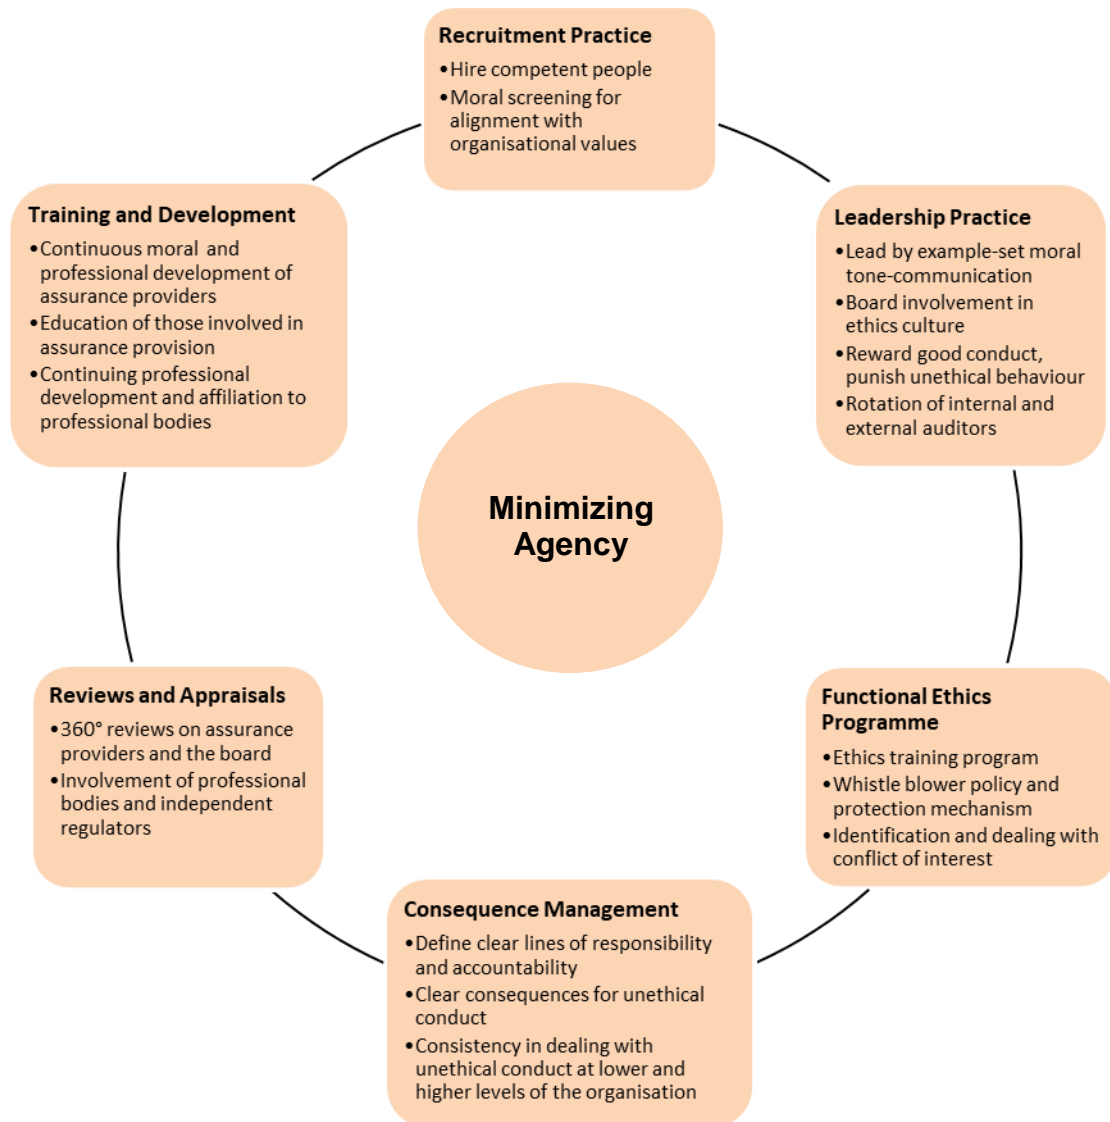 Recruitment Practice
•Hire competent people
•Moral screening for
alignment with
organisational values
Leadership Practice
•Lead by example-set moral
tone-communication
•Board involvement in
ethics culture
•Reward good conduct,
punish unethical behaviour
•Rotation of internal and
external auditors
Functional Ethics
Programme
•Ethics training program
•Whistle blower policy and
protection mechanism
•Identification and dealing with
conflict of interest
Consequence Management
•Define clear lines of responsibility
and accountability
•Clear consequences for unethical
conduct
•Consistency in dealing with
unethical conduct at lower and
higher levels of the organisation
Reviews and Appraisals
•360° reviews on assurance
providers and the board
•Involvement of professional
bodies and independent
regulators
Training and Development
•Continuous moral and
professional development of
assurance providers
•Education of those involved in
assurance provision
•Continuing professional
development and affiliation to
professional bodies
Minimizing
Agency